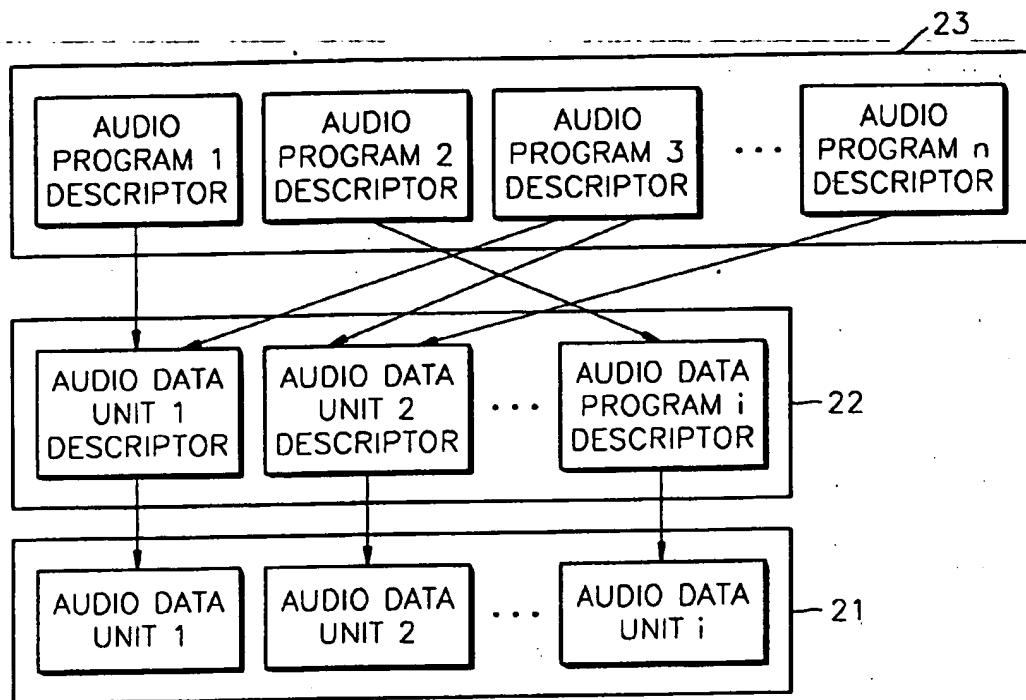 23
AUDIO
PROGRAM 1
DESCRIPTOR
AUDIO
PROGRAM 2
DESCRIPTOR
AUDIO
PROGRAM 3
DESCRIPTOR
...
AUDIO
PROGRAM n
DESCRIPTOR
AUDIO DATA
UNIT 1
DESCRIPTOR
AUDIO DATA
UNIT 2
DESCRIPTOR
...
AUDIO DATA
PROGRAM i
DESCRIPTOR
22
AUDIO DATA
UNIT 1
AUDIO DATA
UNIT 2
...
AUDIO DATA
UNIT i
21